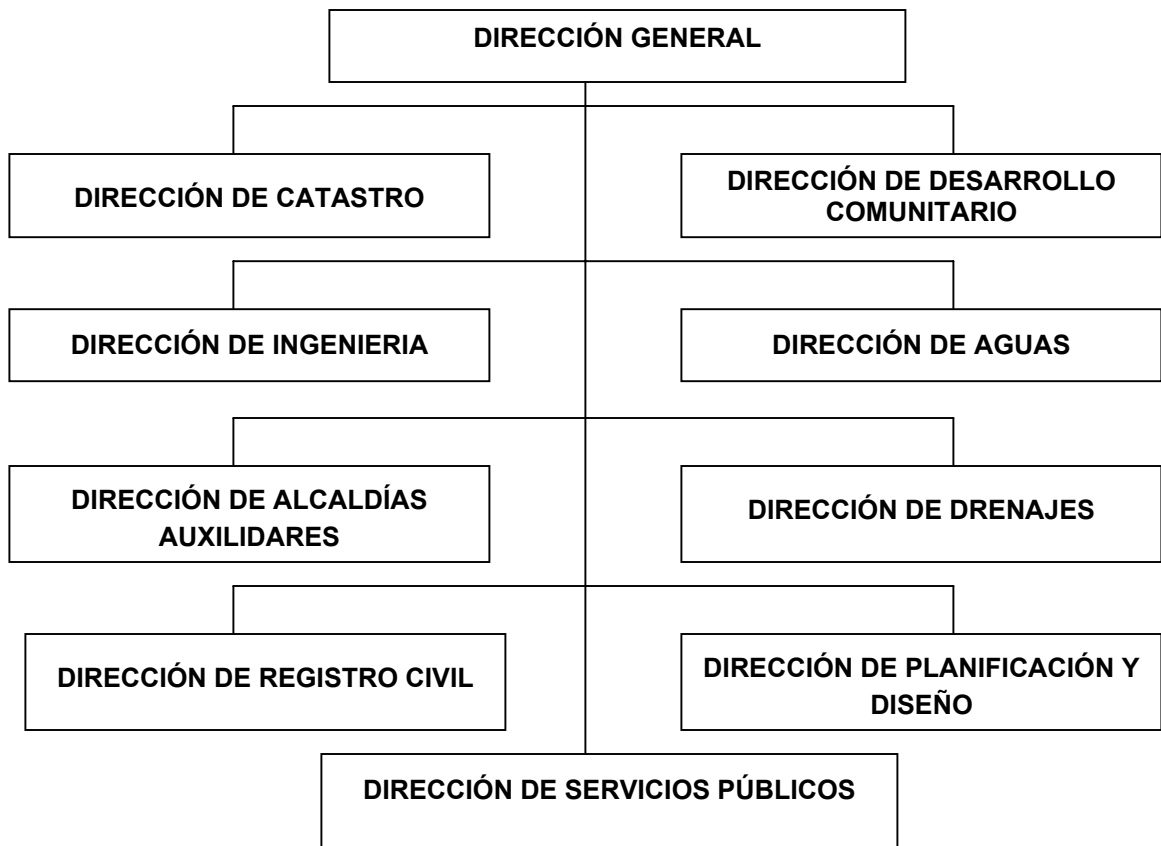 DIRECCIÓN GENERAL
DIRECCIÓN DE CATASTRO
DIRECCIÓN DE DESARROLLO
COMUNITARIO
DIRECCIÓN DE INGENIERIA
DIRECCIÓN DE AGUAS
DIRECCIÓN DE ALCALDÍAS
AUXILIDARES
DIRECCIÓN DE DRENAJES
DIRECCIÓN DE REGISTRO CIVIL
DIRECCIÓN DE PLANIFICACIÓN Y
DISEÑO
DIRECCIÓN DE SERVICIOS PÚBLICOS